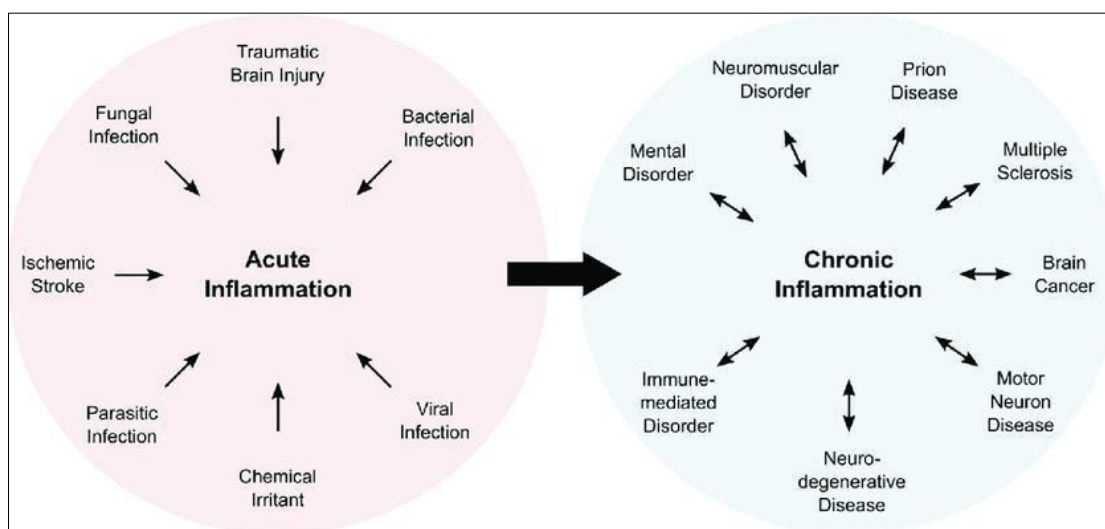 Traumatic
Brain Injury
Fungal
Infection
Bacterial
Infection
Ischemic
Stroke
Acute
Inflammation
Parasitic
Infection
Viral
Infection
Chemical
Irritant
Neuromuscular
Disorder
Prion
Disease
Mental
Disorder
Multiple
Sclerosis
Chronic
Inflammation
Brain
Cancer
Immune-
mediated
Disorder
Motor
Neuron
Disease
Neuro-
degenerative
Disease